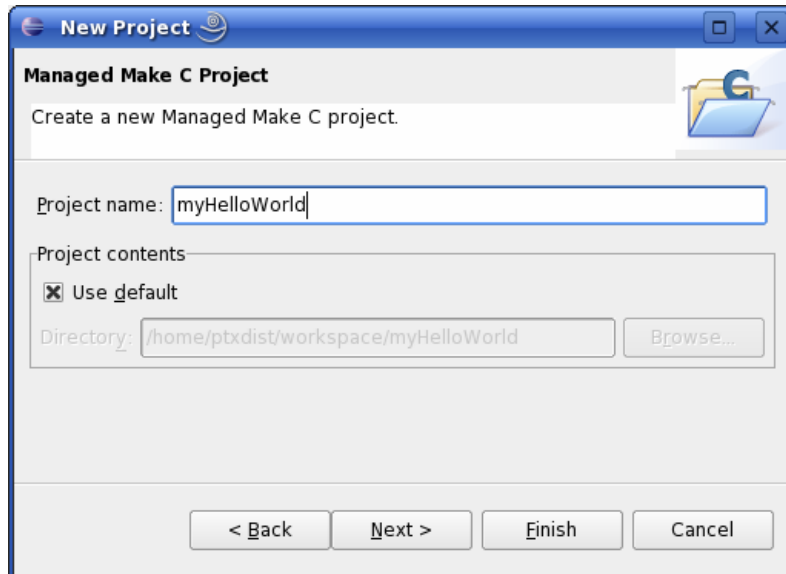 New Project
Managed Make C Project
Create a new Managed Make C project.
Project name: myHelloWorld
Project contents
Use default
Directory: /home/ptxdist/workspace/myHelloWorld Browse...
< Back Next > Finish Cancel